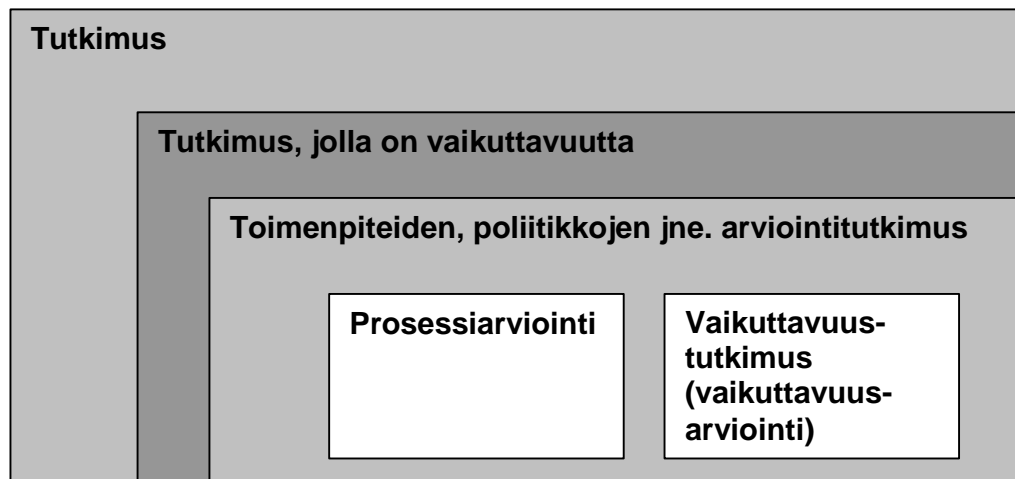 Tutkimus
Tutkimus, jolla on vaikuttavuutta
Toimenpiteiden, poliitikkojen jne. arviointitutkimus
Prosessiarviointi
Vaikuttavuus-
tutkimus
(vaikuttavuus-
arviointi)